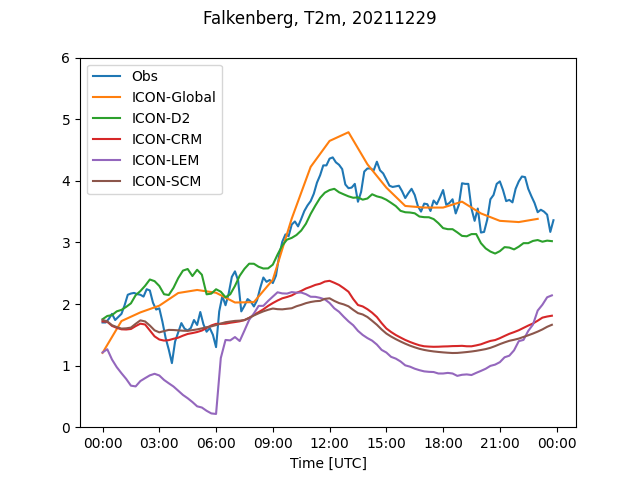 Falkenberg, T2m, 20211229
6
5
4
3
2
1
0
Obs
ICON-Global
ICON-D2
ICON-CRM
ICON-LEM
ICON-SCM
00:00 03:00 06:00 09:00 12:00 15:00 18:00 21:00 00:00
Time [UTC]